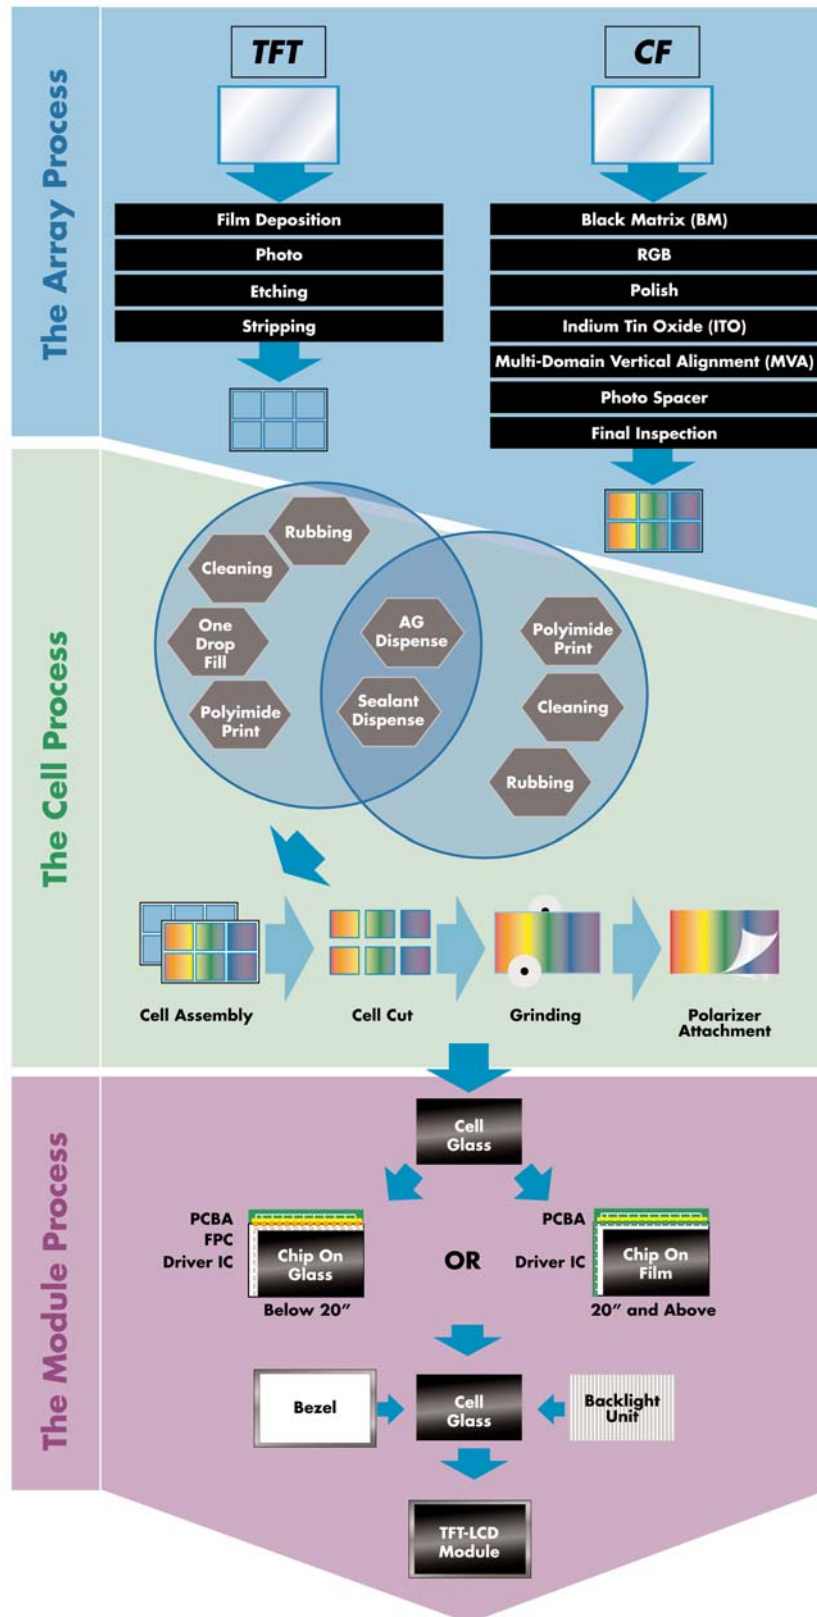 The Array Process
TFT
CF
Film Deposition
Photo
Etching
Stripping
Black Matrix (BM)
RGB
Polish
Indium Tin Oxide (ITO)
Multi-Domain Vertical Alignment (MVA)
Photo Spacer
Final Inspection
The Cell Process
Rubbing
Cleaning
One
Drop
Fill
Polyimide
Print
AG
Dispense
Sealant
Dispense
Polyimide
Print
Cleaning
Rubbing
Cell Assembly
Cell Cut
Grinding
Polarizer
Attachment
The Module Process
Cell
Glass
PCBA
FPC
Driver IC
Chip On
Glass
Below 20"
OR
PCBA
Driver IC
Chip On
Film
20" and Above
Bezel
Cell
Glass
Backlight
Unit
TFT-LCD
Module